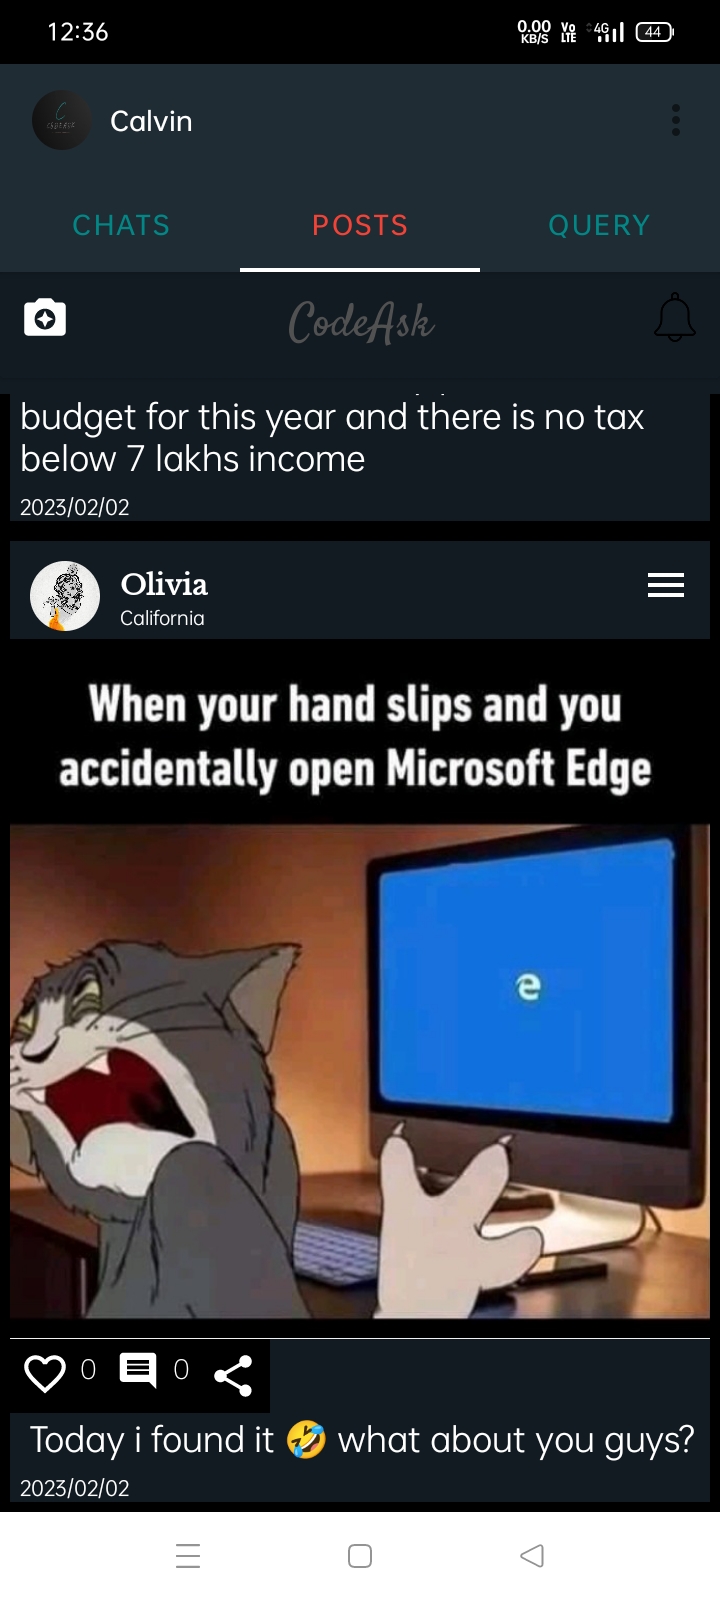 12:36
0.00 KB/S Vo LTE 4G 44
Calvin
CHATS POSTS QUERY
CodeAsk
budget for this year and there is no tax
below 7 lakhs income
2023/02/02
Olivia
California
When your hand slips and you
accidentally open Microsoft Edge
0 0
Today i found it 🤣 what about you guys?
2023/02/02